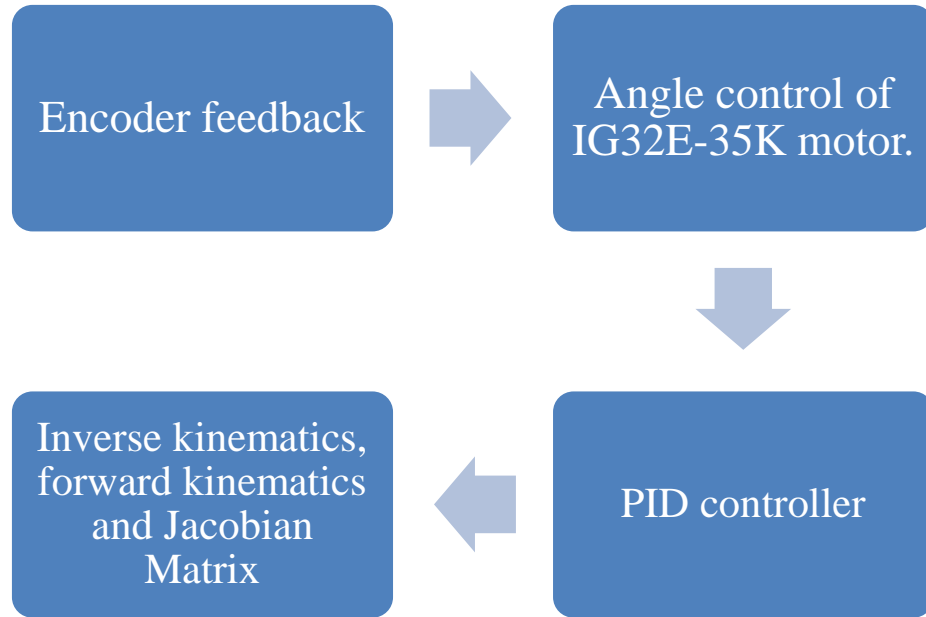 Encoder feedback
Angle control of
IG32E-35K motor.
PID controller
Inverse kinematics,
forward kinematics
and Jacobian
Matrix